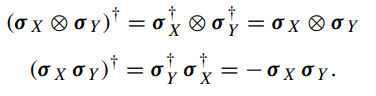 (σ_X ⊗ σ_Y)^† = σ_X^† ⊗ σ_Y^† = σ_X ⊗ σ_Y
(σ_X σ_Y)^† = σ_Y^† σ_X^† = −σ_X σ_Y.